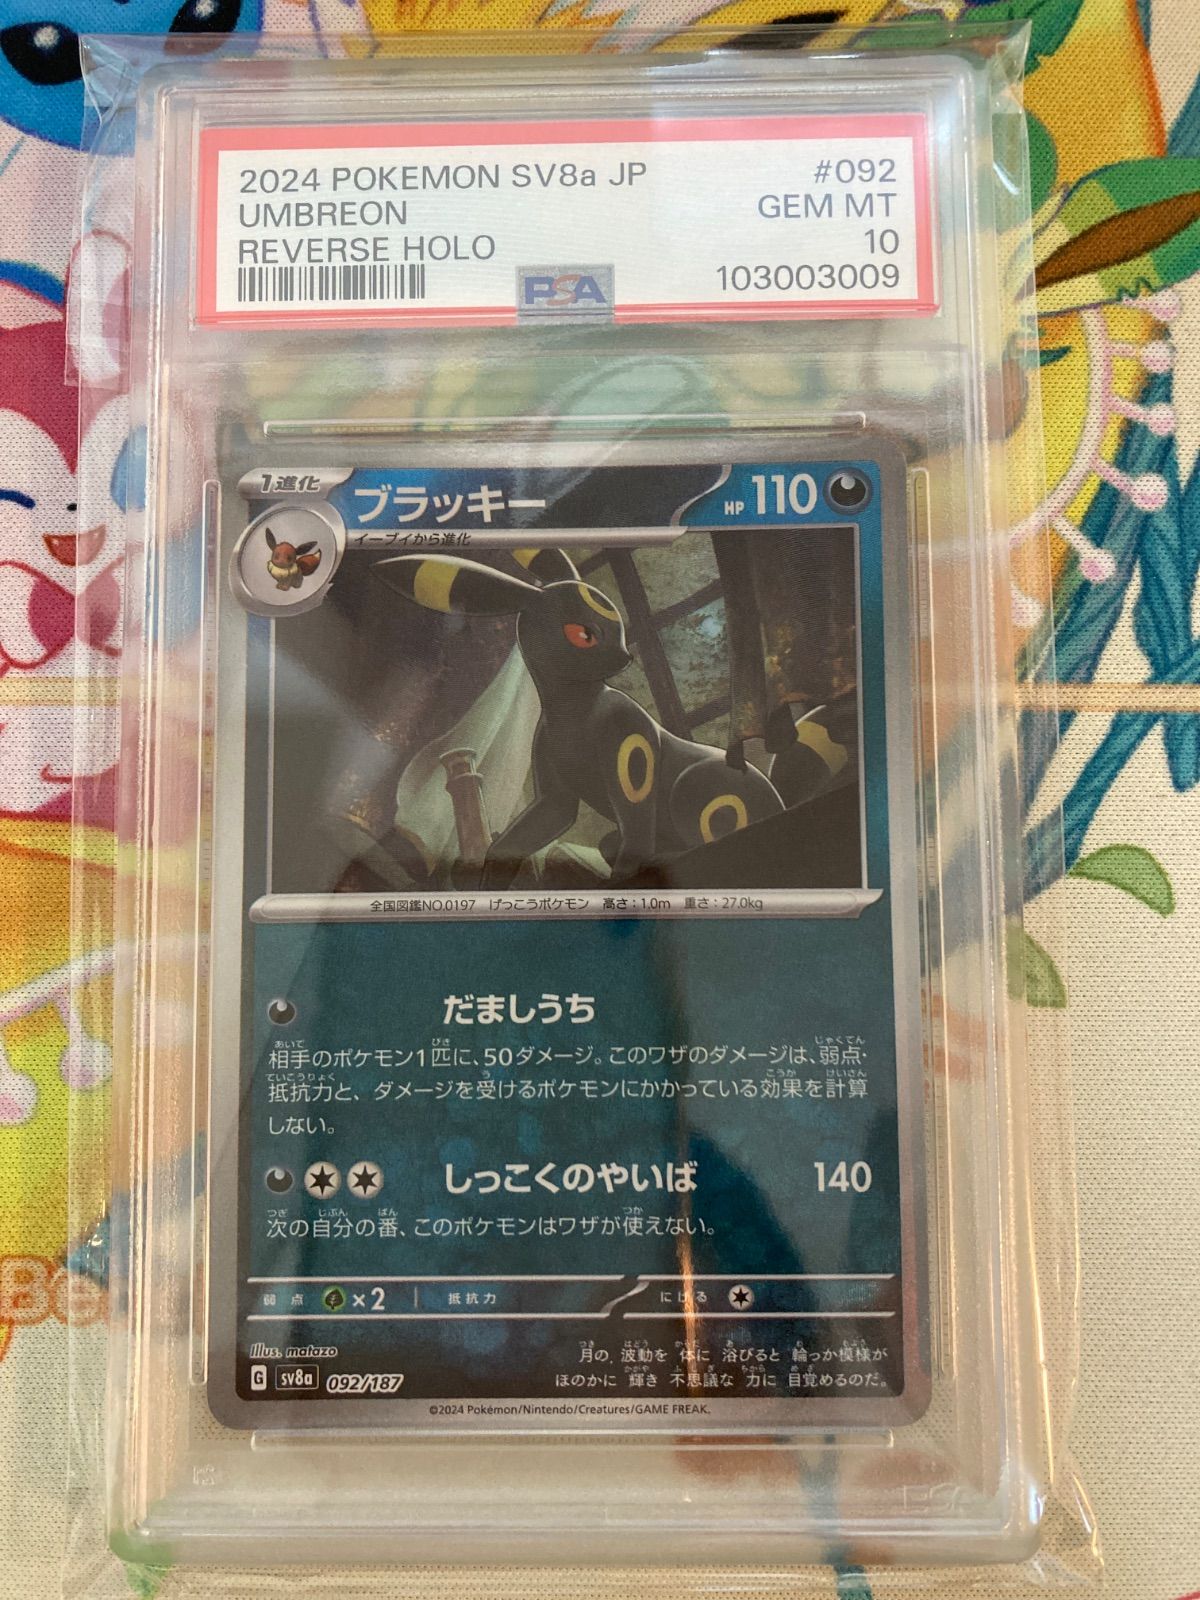 2024 POKEMON SV8a JP #092
UMBREON GEM MT
REVERSE HOLO 10
PSA 103003009
1進化
ブラッキー HP 110
イーブイから進化
全国図鑑NO.0197 げっこうポケモン 高さ：1.0m 重さ：27.0kg
だましうち
相手のポケモン1匹に、50ダメージ。このワザのダメージは、弱点・
抵抗力と、ダメージを受けるポケモンにかかっている効果を計算
しない。
しっこくのやいば 140
次の自分の番、このポケモンはワザが使えない。
弱点 ×2 抵抗力 にげる
Illus. matazo
月の 波動を 体に 浴びると 輪っか模様が
ほのかに 輝き 不思議な 力に 目覚めるのだ。
G sv8a 092/187
©2024 Pokémon/Nintendo/Creatures/GAME FREAK.
Be